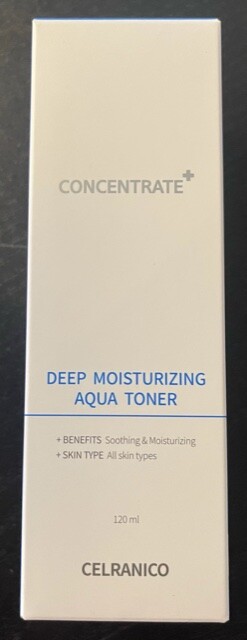 CONCENTRATE+
DEEP MOISTURIZING
AQUA TONER
+ BENEFITS Soothing & Moisturizing
+ SKIN TYPE All skin types
120 ml
CELRANICO